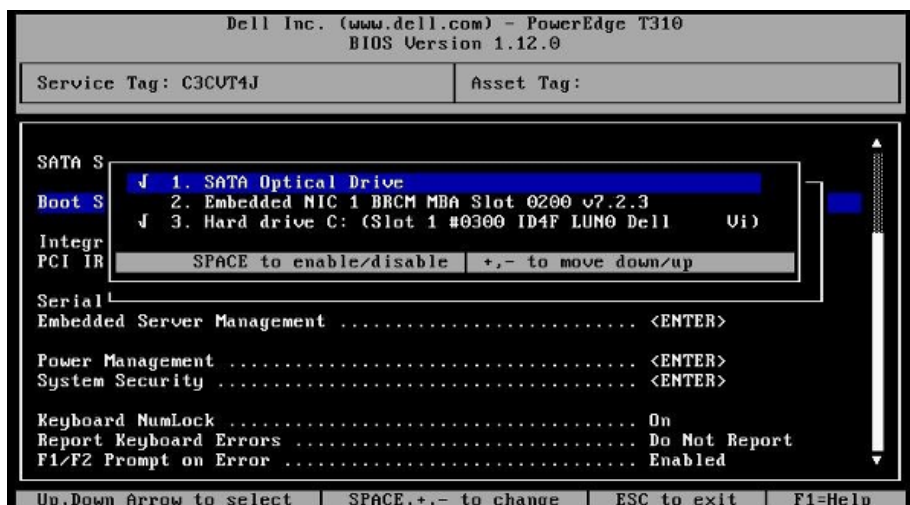 Dell Inc. (www.dell.com) - PowerEdge T310
BIOS Version 1.12.0
Service Tag: C3CVT4J Asset Tag:
SATA S
√ 1. SATA Optical Drive
Boot S 2. Embedded NIC 1 BRCM MBA Slot 0200 v7.2.3
√ 3. Hard drive C: (Slot 1 #0300 ID4F LUN0 Dell Vi)
Integr
PCI IR SPACE to enable/disable +,- to move down/up
Serial
Embedded Server Management .............................. <ENTER>
Power Management ........................................ <ENTER>
System Security ......................................... <ENTER>
Keyboard NumLock ........................................ On
Report Keyboard Errors .................................. Do Not Report
F1/F2 Prompt on Error ................................... Enabled
Up,Down Arrow to select SPACE,+,- to change ESC to exit F1=Help